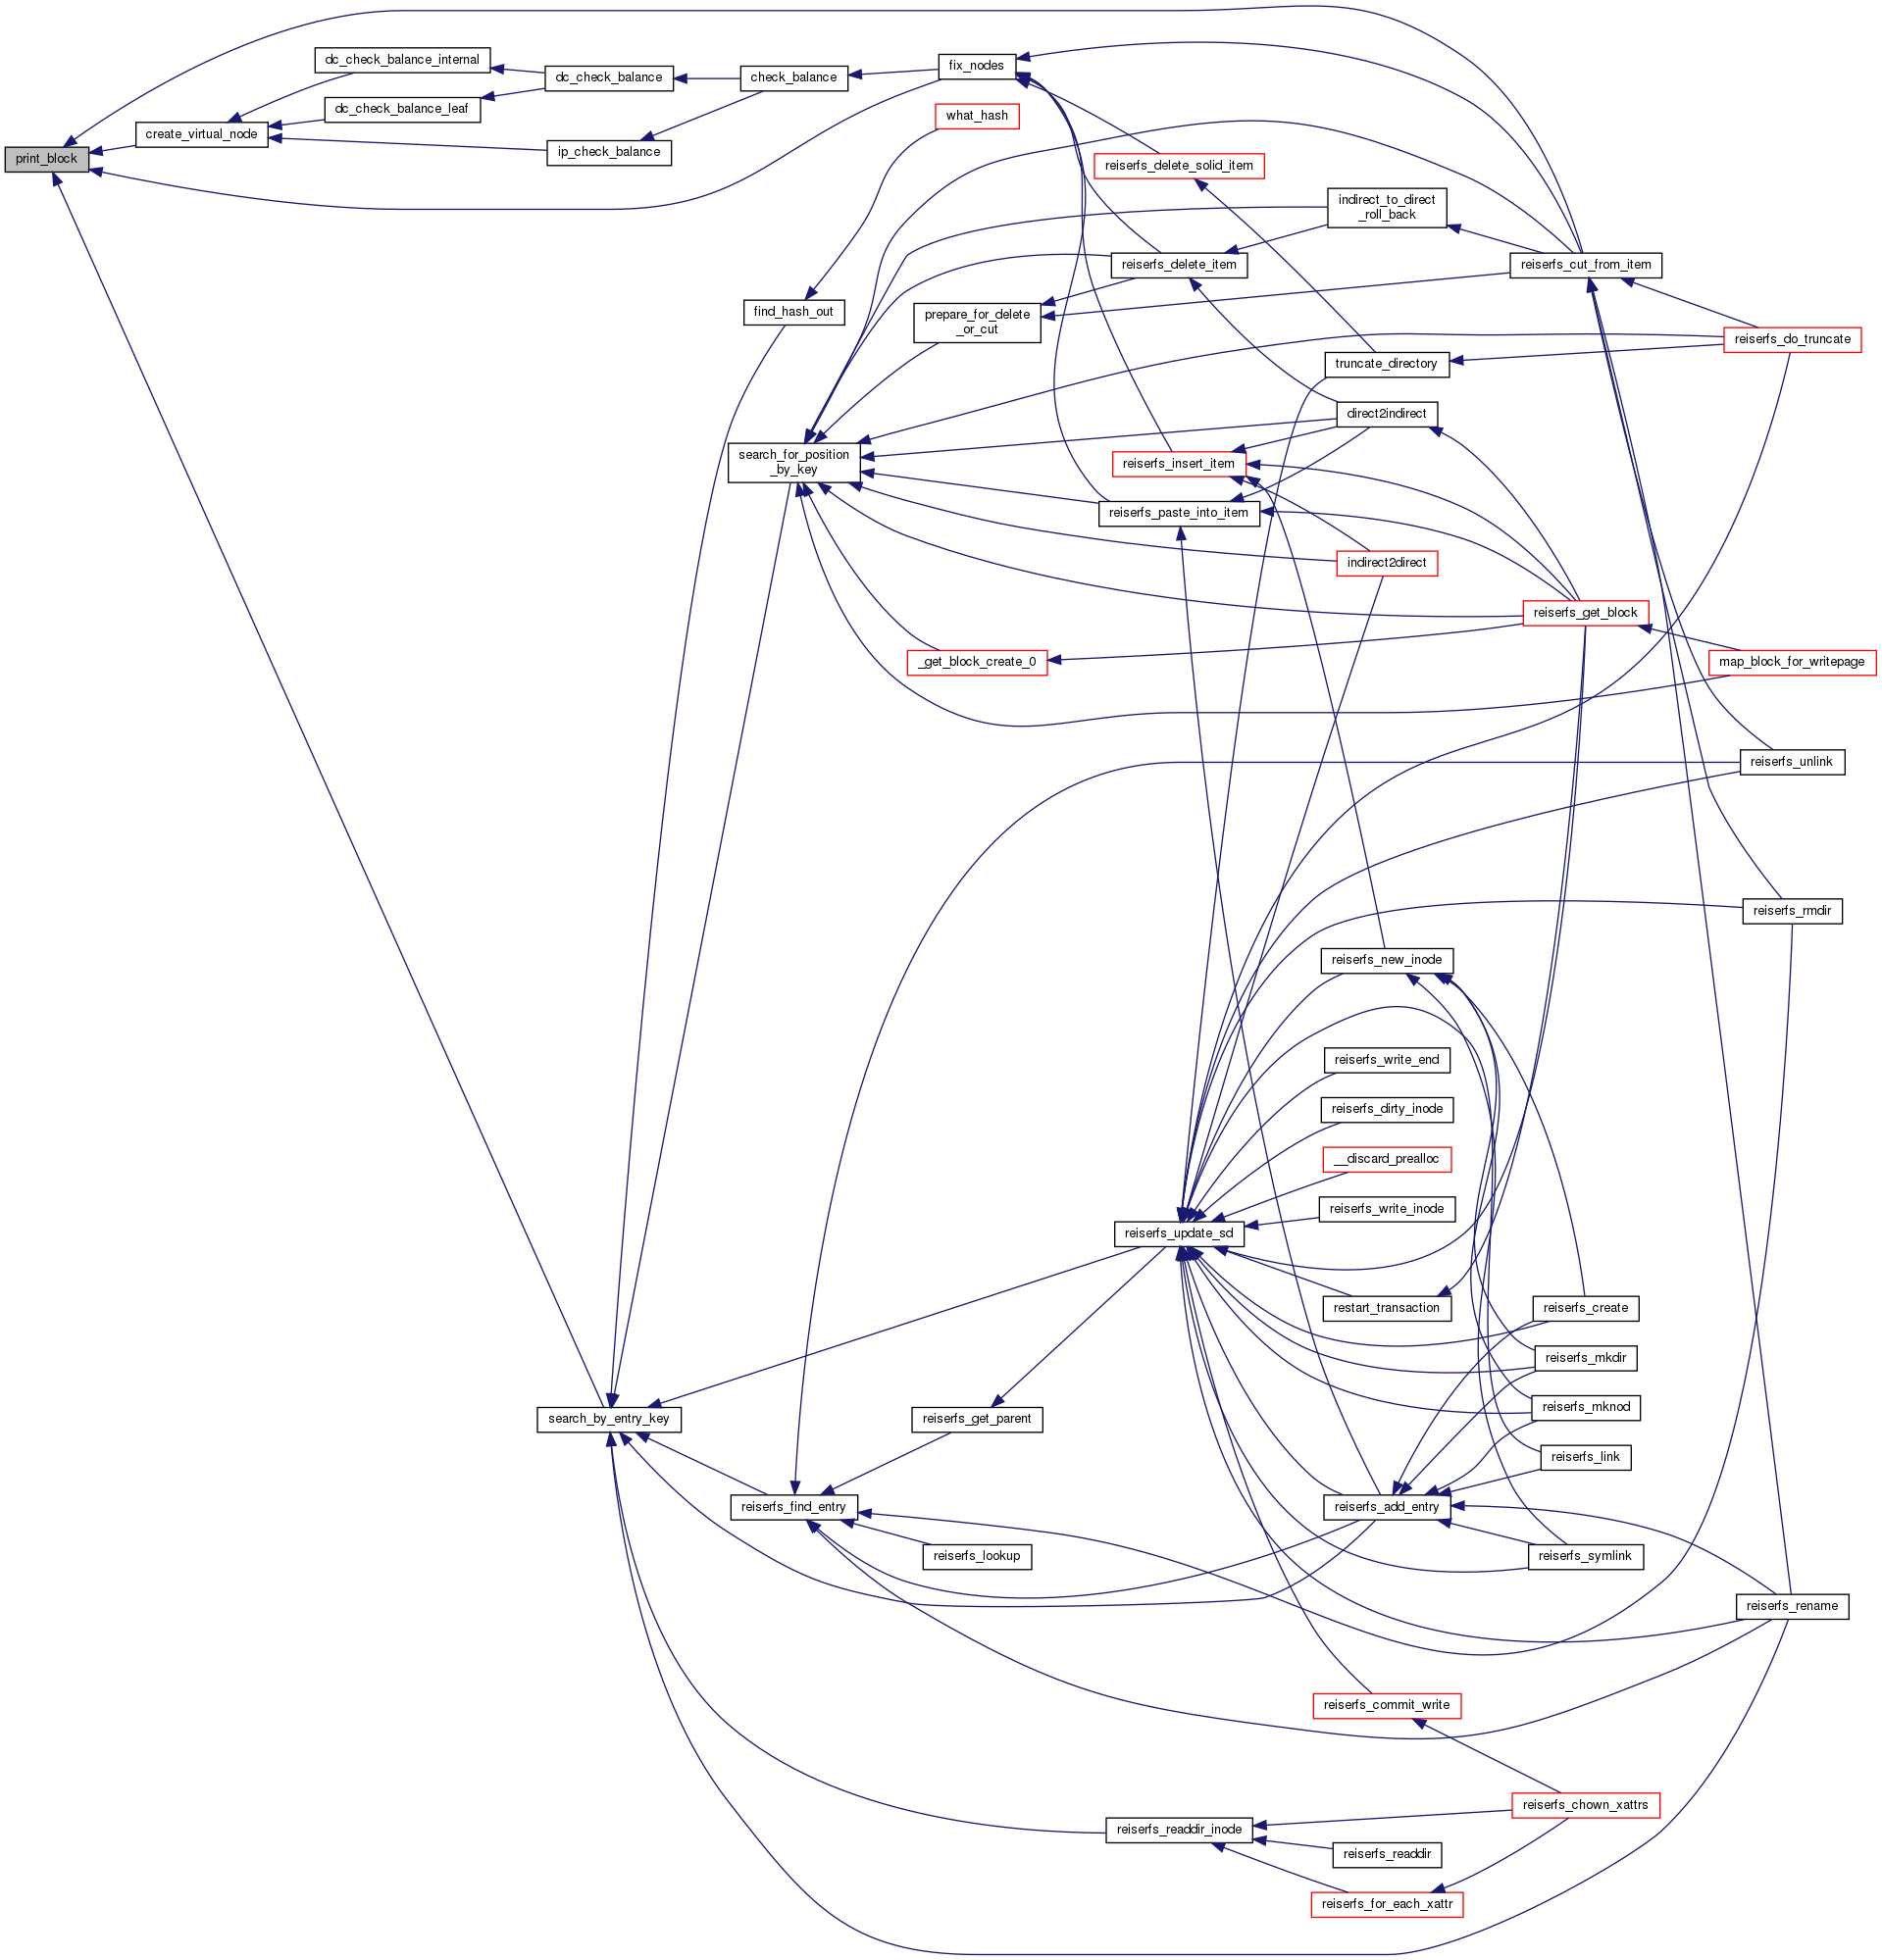 dc_check_balance_internal
dc_check_balance
check_balance
fix_nodes
dc_check_balance_leaf
create_virtual_node
ip_check_balance
print_block
what_hash
reiserfs_delete_solid_item
indirect_to_direct
_roll_back
reiserfs_delete_item
reiserfs_cut_from_item
find_hash_out
prepare_for_delete
_or_cut
reiserfs_do_truncate
truncate_directory
direct2indirect
search_for_position
_by_key
reiserfs_insert_item
reiserfs_paste_into_item
indirect2direct
reiserfs_get_block
_get_block_create_0
map_block_for_writepage
reiserfs_unlink
reiserfs_rmdir
reiserfs_new_inode
reiserfs_write_end
reiserfs_dirty_inode
__discard_prealloc
reiserfs_write_inode
reiserfs_update_sd
restart_transaction
reiserfs_create
reiserfs_mkdir
reiserfs_mknod
search_by_entry_key
reiserfs_get_parent
reiserfs_link
reiserfs_find_entry
reiserfs_add_entry
reiserfs_lookup
reiserfs_symlink
reiserfs_rename
reiserfs_commit_write
reiserfs_chown_xattrs
reiserfs_readdir_inode
reiserfs_readdir
reiserfs_for_each_xattr